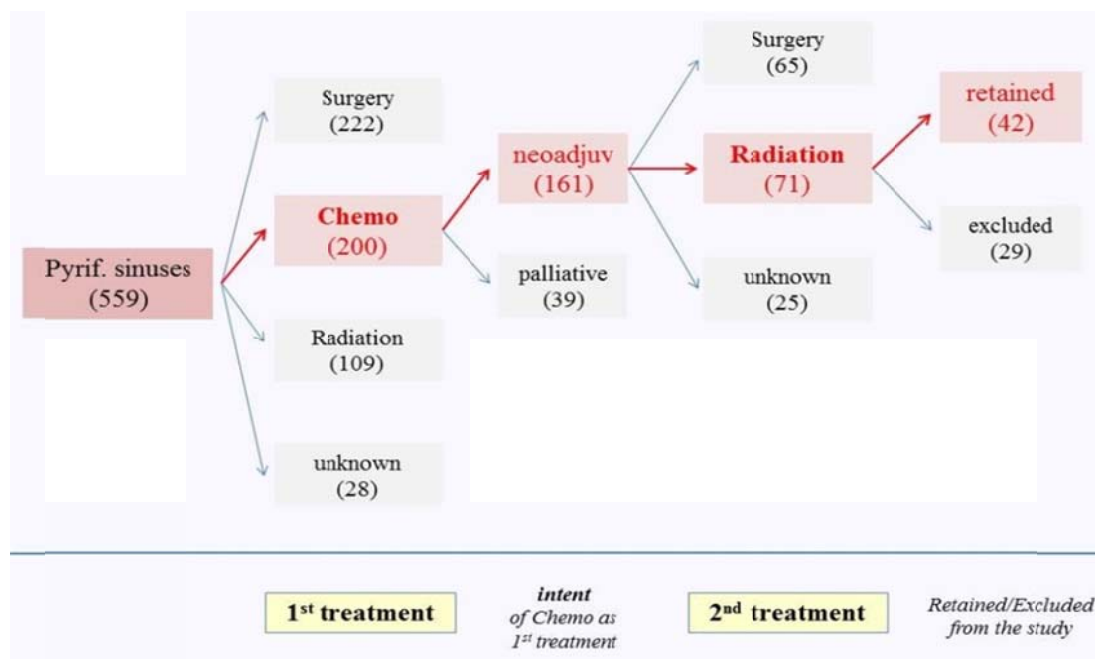 Pyrif. sinuses
(559)
Surgery
(222)
Chemo
(200)
Radiation
(109)
unknown
(28)
neoadjuv
(161)
palliative
(39)
Surgery
(65)
Radiation
(71)
unknown
(25)
retained
(42)
excluded
(29)
1st treatment
intent
of Chemo as
1st treatment
2nd treatment
Retained/Excluded
from the study